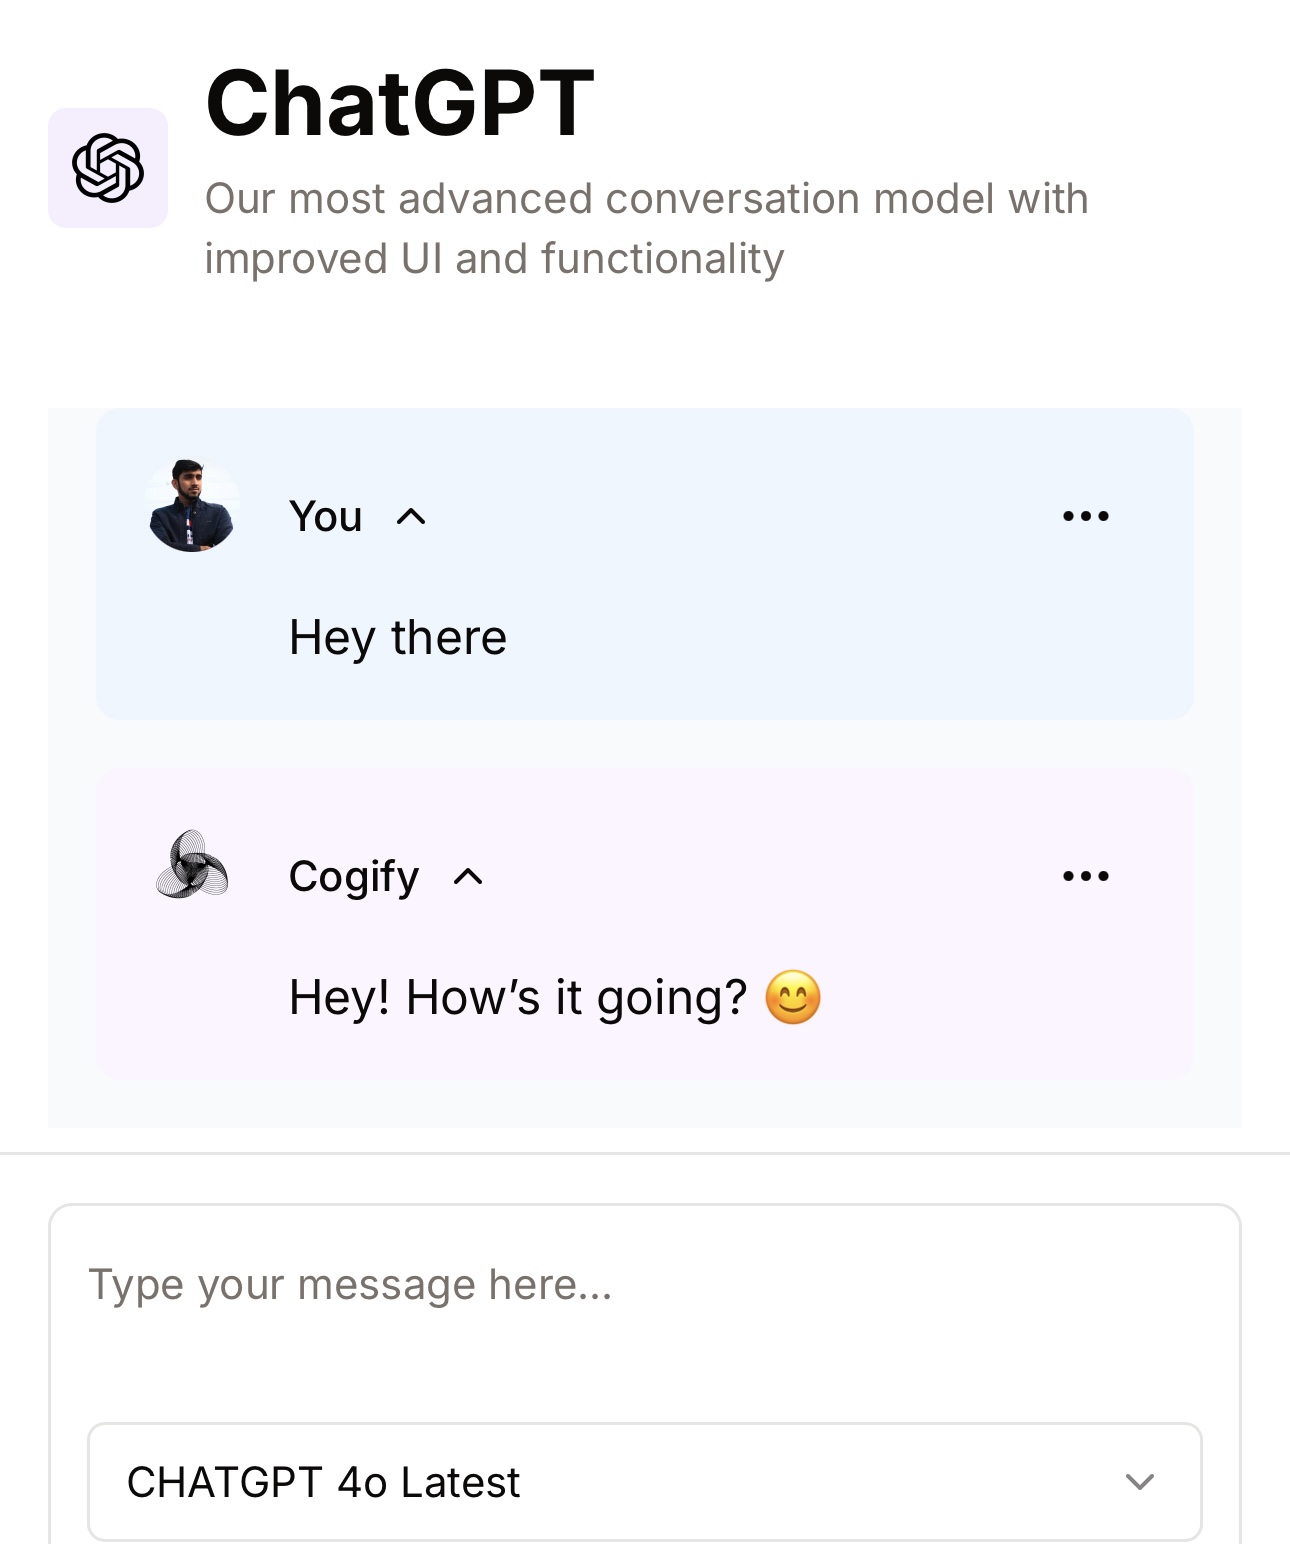 ChatGPT
Our most advanced conversation model with
improved UI and functionality
You
Hey there
Cogify
Hey! How’s it going? 😊
Type your message here...
CHATGPT 4o Latest